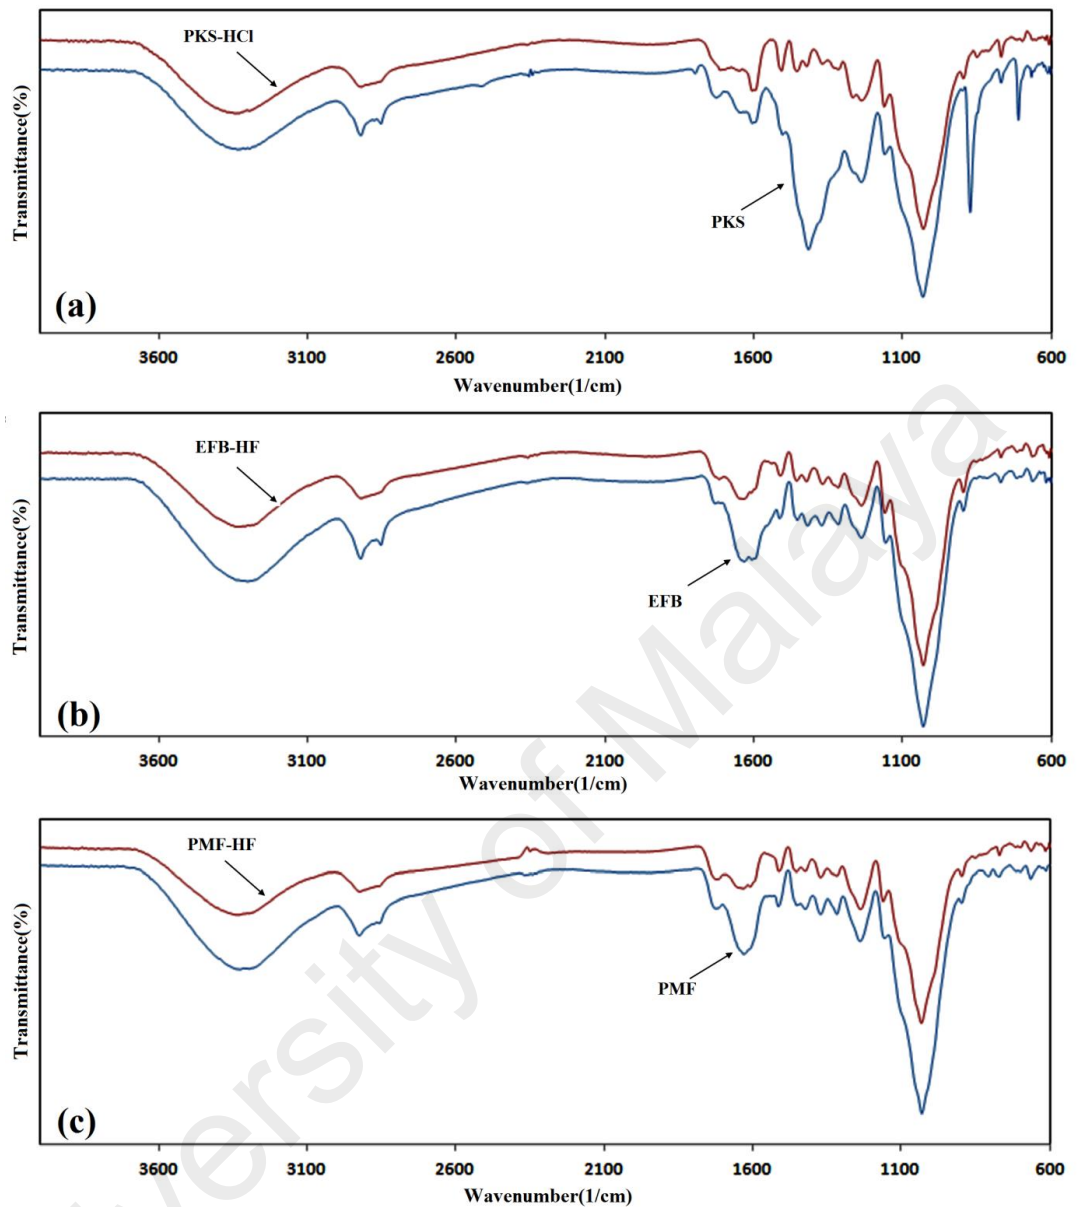 PKS-HCl
PKS
Transmittance(%)
(a)
3600 3100 2600 2100 1600 1100 600
Wavenumber(1/cm)
EFB-HF
EFB
Transmittance(%)
(b)
3600 3100 2600 2100 1600 1100 600
Wavenumber(1/cm)
PMF-HF
PMF
Transmittance(%)
(c)
3600 3100 2600 2100 1600 1100 600
Wavenumber(1/cm)
versity of Malaya